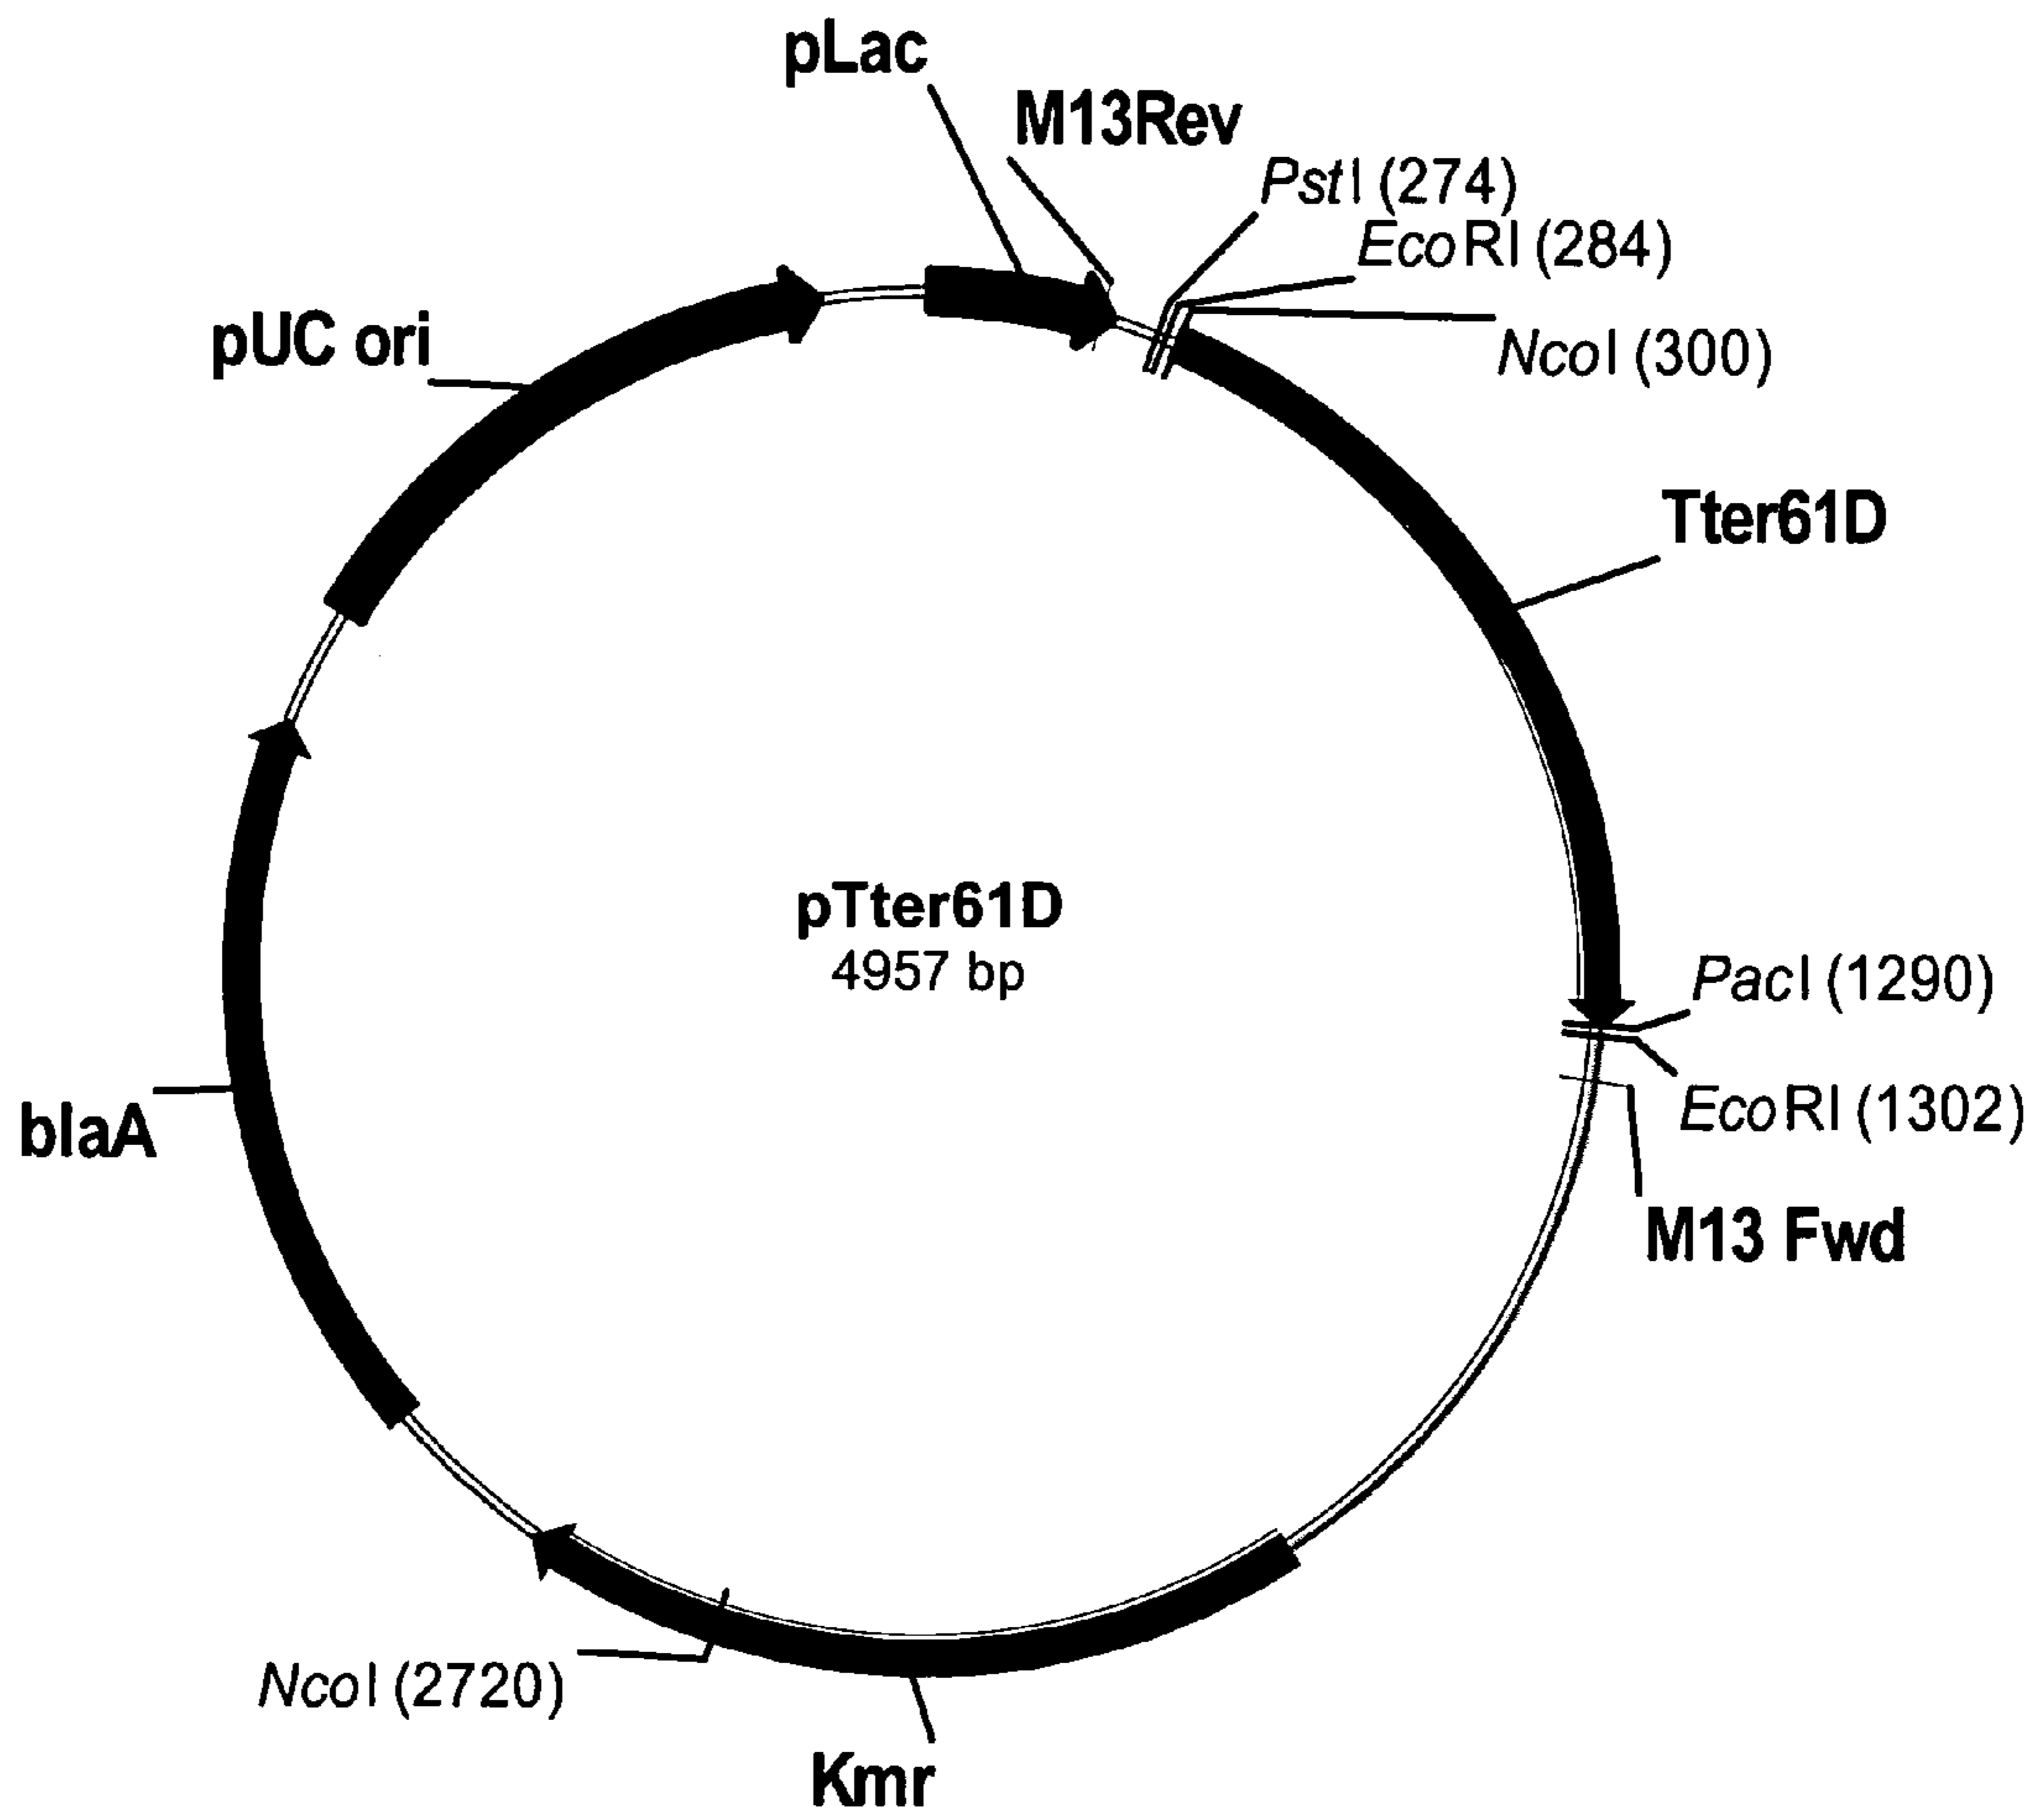 pLac
M13Rev
PstI (274)
EcoRI (284)
NcoI (300)
pUC ori
Tter61D
pTter61D
4957 bp
PacI (1290)
EcoRI (1302)
blaA
M13 Fwd
NcoI (2720)
Kmr